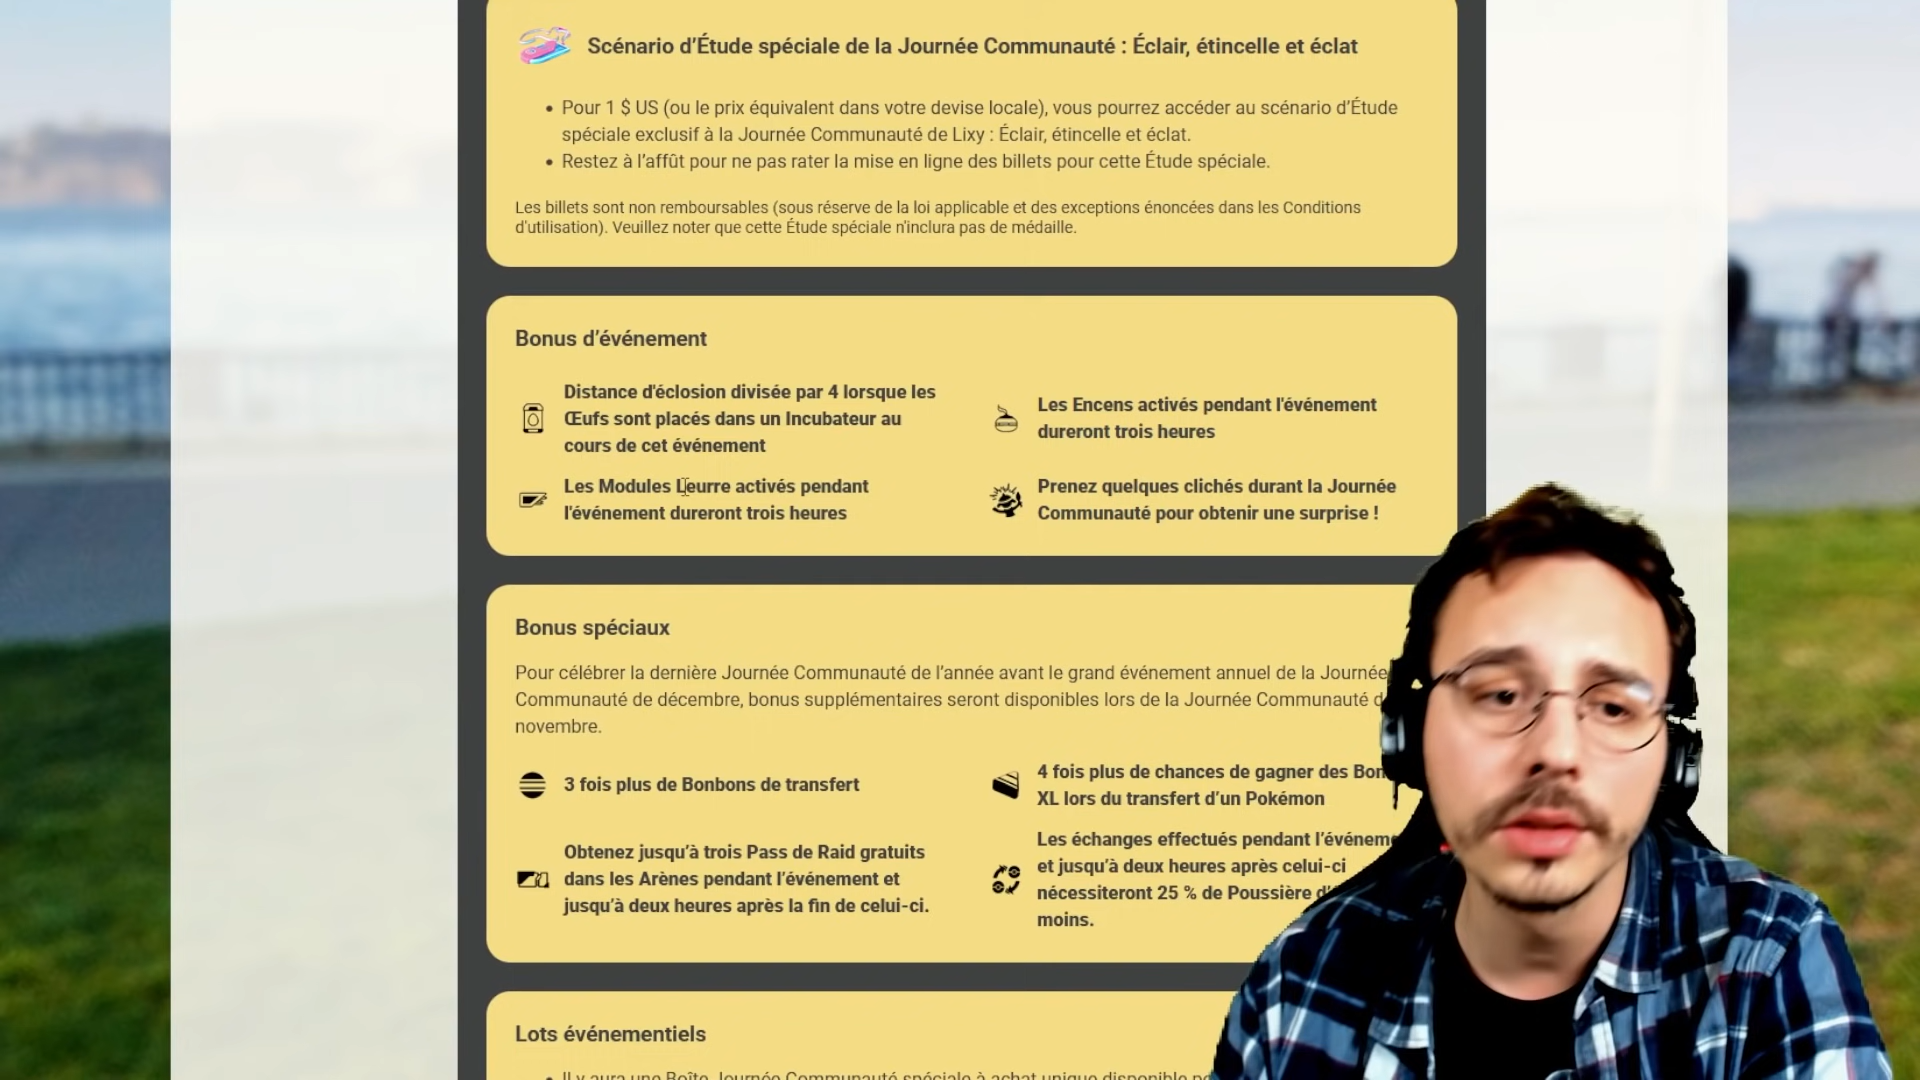 Scénario d'Étude spéciale de la Journée Communauté : Éclair, étincelle et éclat
• Pour 1 $ US (ou le prix équivalent dans votre devise locale), vous pourrez accéder au scénario d'Étude
spéciale exclusif à la Journée Communauté de Lixy : Éclair, étincelle et éclat.
• Restez à l'affût pour ne pas rater la mise en ligne des billets pour cette Étude spéciale.
Les billets sont non remboursables (sous réserve de la loi applicable et des exceptions énoncées dans les Conditions
d'utilisation). Veuillez noter que cette Étude spéciale n'inclura pas de médaille.
Bonus d'événement
Distance d'éclosion divisée par 4 lorsque les
Œufs sont placés dans un Incubateur au
cours de cet événement
Les Encens activés pendant l'événement
dureront trois heures
Les Modules Leurre activés pendant
l'événement dureront trois heures
Prenez quelques clichés durant la Journée
Communauté pour obtenir une surprise !
Bonus spéciaux
Pour célébrer la dernière Journée Communauté de l'année avant le grand événement annuel de la Journée
Communauté de décembre, bonus supplémentaires seront disponibles lors de la Journée Communauté
novembre.
3 fois plus de Bonbons de transfert
4 fois plus de chances de gagner des
XL lors du transfert d'un Pokémon
Obtenez jusqu'à trois Pass de Raid gratuits
dans les Arènes pendant l'événement et
jusqu'à deux heures après la fin de celui-ci.
Les échanges effectués pendant
et jusqu'à deux heures après celui-ci
nécessiteront 25 % de Poussière
moins.
Lots événementiels
• Il y aura une Boîte Journée Communauté spéciale à achat unique disponible